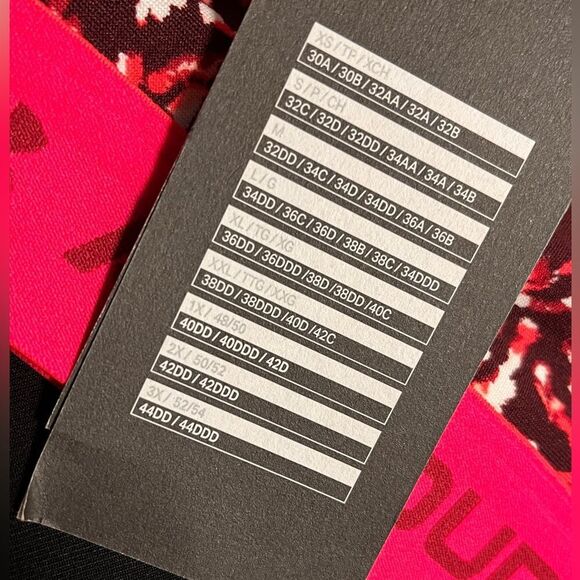 XS/TP/XCH
30A/30B/32AA/32A/32B
S/P/CH
32C/32D/32DD/34AA/34A/34B
M
32DD/34C/34D/34DD/36A/36B
L/G
34DD/36C/36D/38B/38C/34DDD
XL/TG/XG
36DD/36DDD/38D/38DD/40C
XXL/TTG/XXG
38DD/38DDD/40D/42C
1X/48/50
40DD/40DDD/42D
2X/50/52
42DD/42DDD
3X/52/54
44DD/44DDD